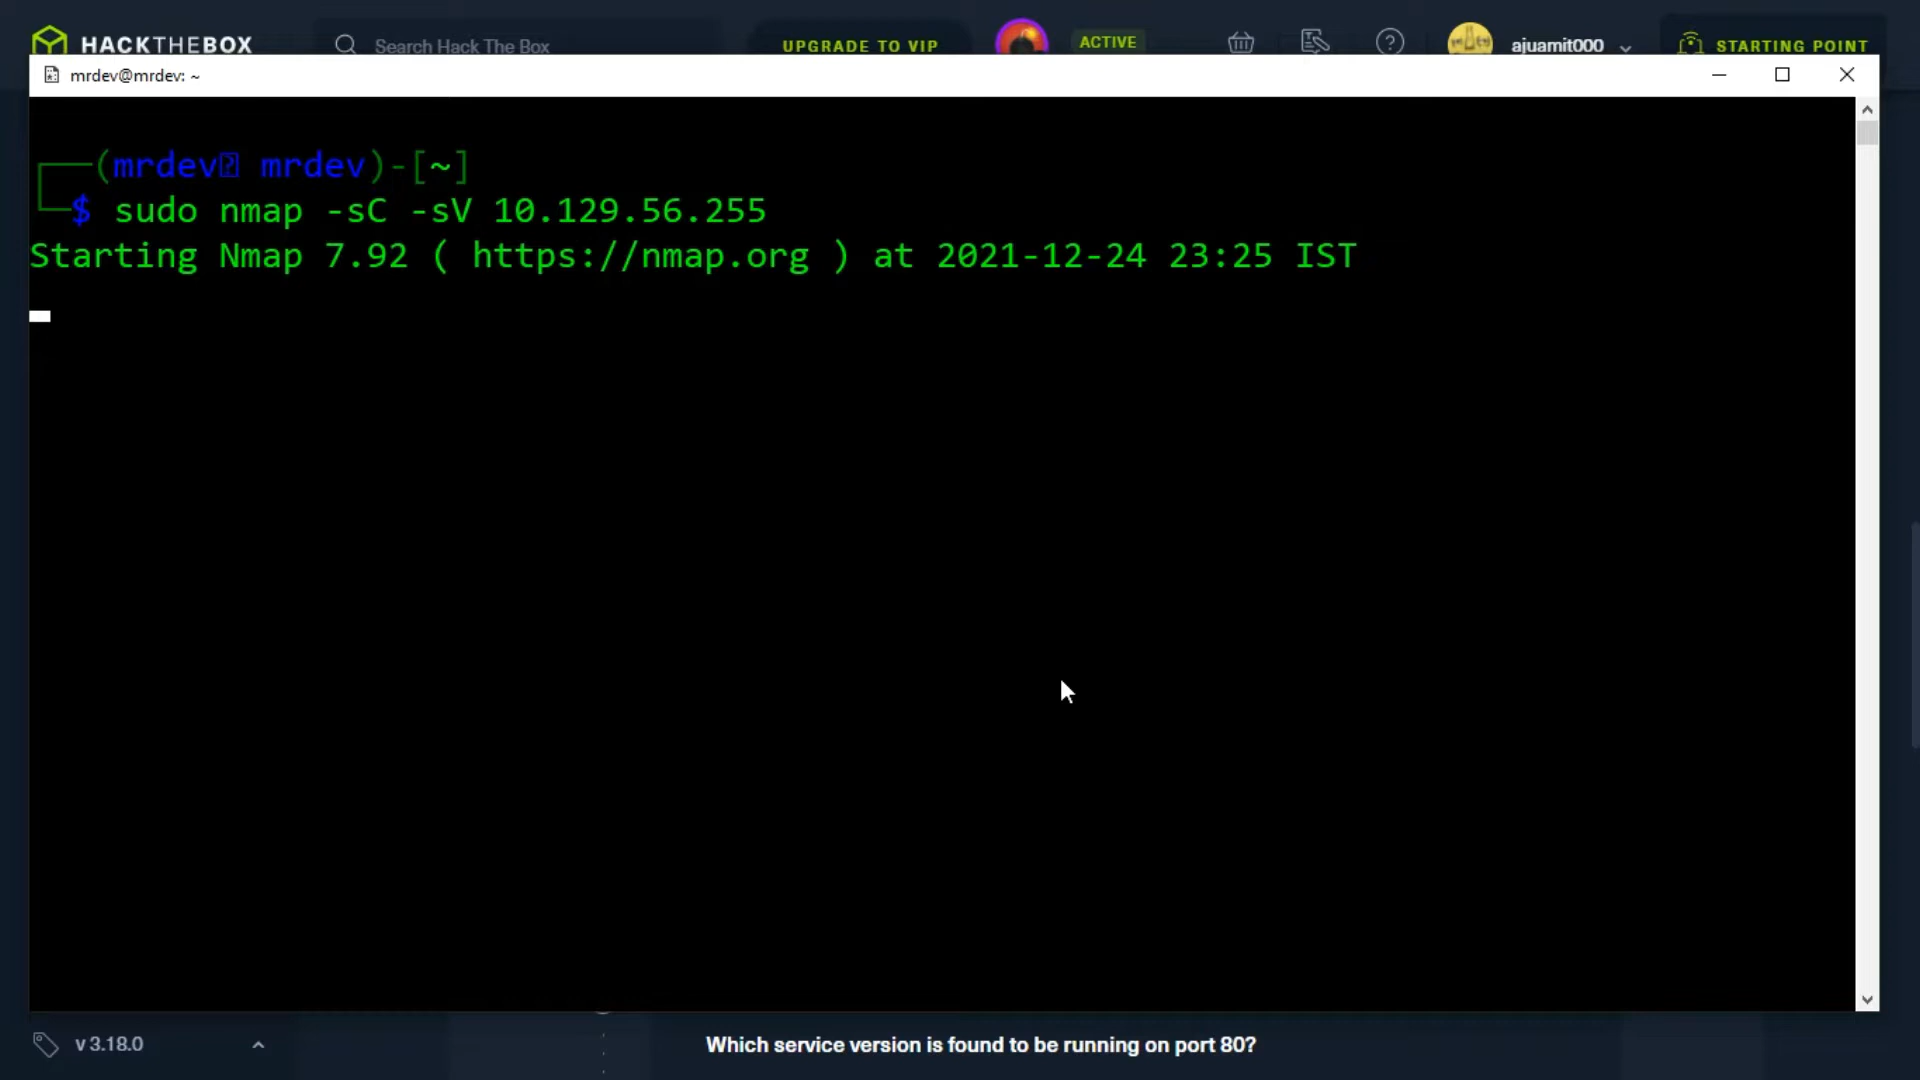 HACKTHEBOX
Search Hack The Box
UPGRADE TO VIP
ACTIVE
ajuamit000
STARTING POINT
mrdev@mrdev: ~
(mrdev⍰ mrdev)-[~]
$ sudo nmap -sC -sV 10.129.56.255
Starting Nmap 7.92 ( https://nmap.org ) at 2021-12-24 23:25 IST
v 3.18.0
Which service version is found to be running on port 80?